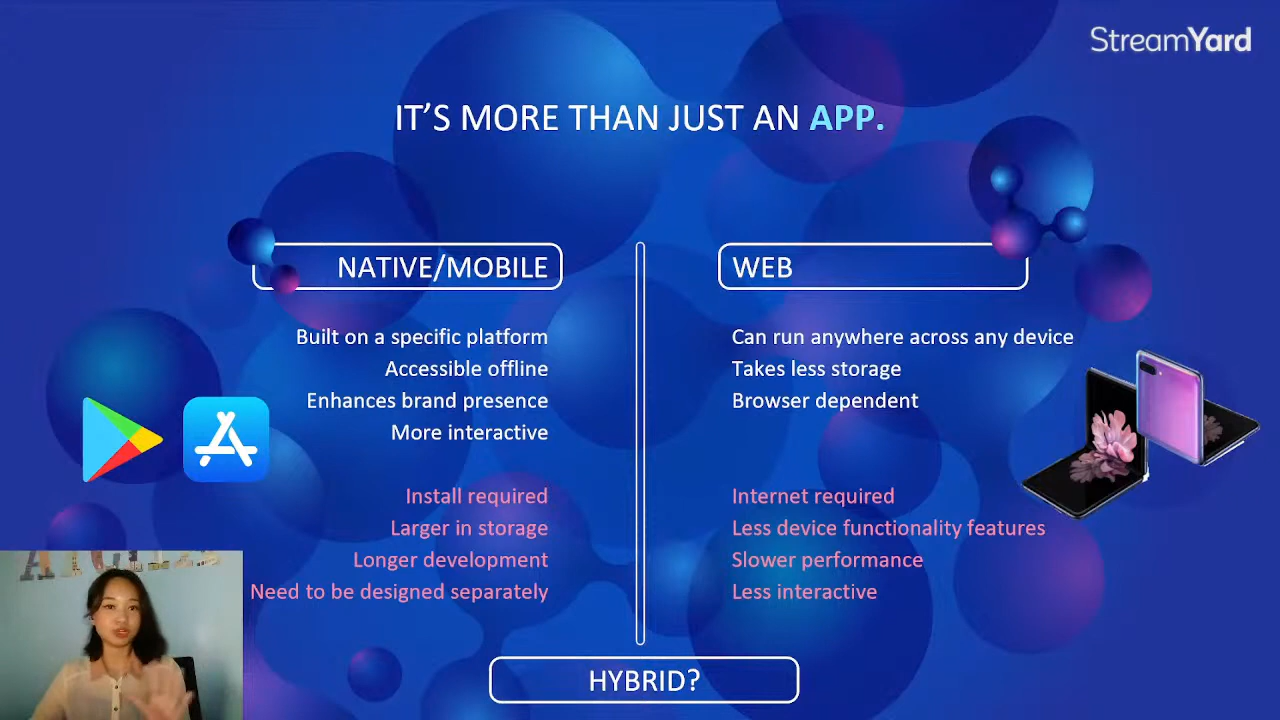 StreamYard
IT'S MORE THAN JUST AN APP.
NATIVE/MOBILE
Built on a specific platform
Accessible offline
Enhances brand presence
More interactive
Install required
Larger in storage
Longer development
Need to be designed separately
WEB
Can run anywhere across any device
Takes less storage
Browser dependent
Internet required
Less device functionality features
Slower performance
Less interactive
HYBRID?